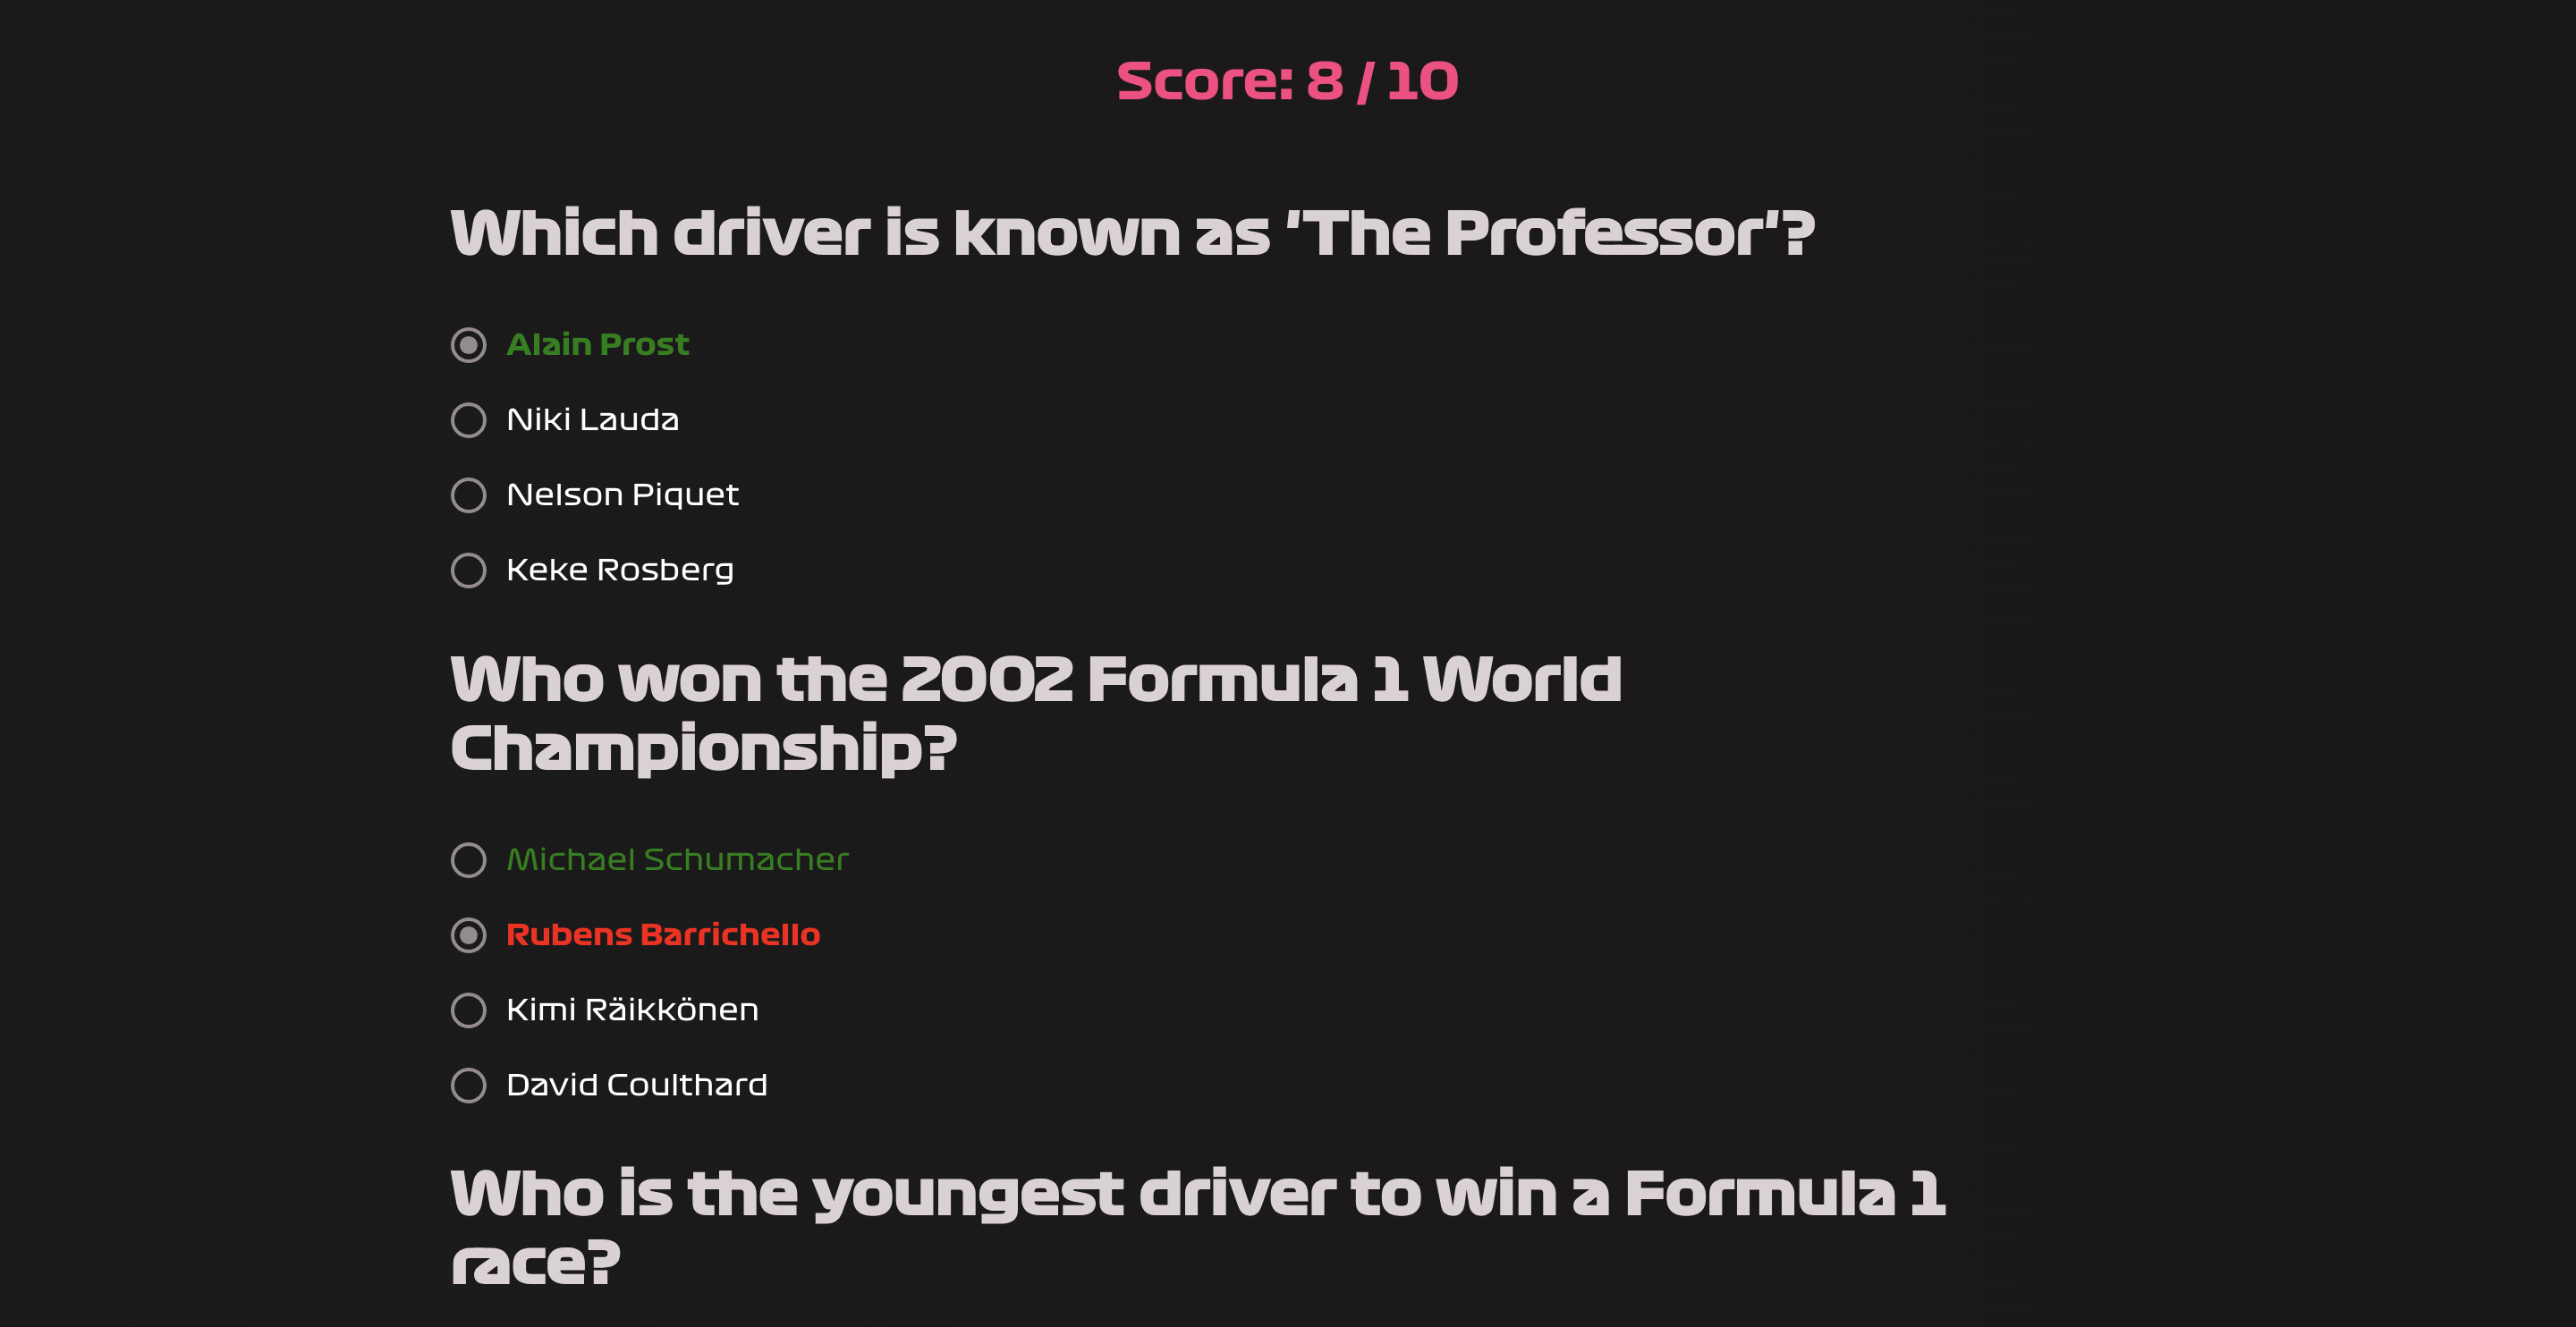 Score: 8 / 10
Which driver is known as 'The Professor'?
Alain Prost
Niki Lauda
Nelson Piquet
Keke Rosberg
Who won the 2002 Formula 1 World
Championship?
Michael Schumacher
Rubens Barrichello
Kimi Räikkönen
David Coulthard
Who is the youngest driver to win a Formula 1
race?